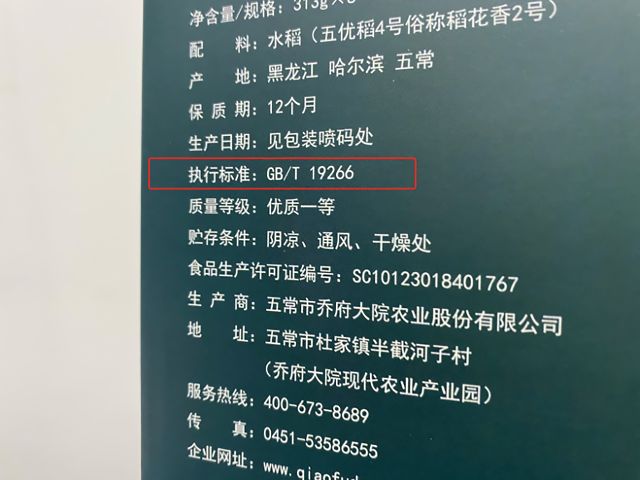 净含量/规格：313g
配 料：水稻（五优稻4号俗称稻花香2号）
产 地：黑龙江 哈尔滨 五常
保 质 期：12个月
生产日期：见包装喷码处
执行标准：GB/T 19266
质量等级：优质一等
贮存条件：阴凉、通风、干燥处
食品生产许可证编号：SC10123018401767
生 产 商：五常市乔府大院农业股份有限公司
地 址：五常市杜家镇半截河子村
（乔府大院现代农业产业园）
服务热线：400-673-8689
传 真：0451-53586555
企业网址：www.qiaofud